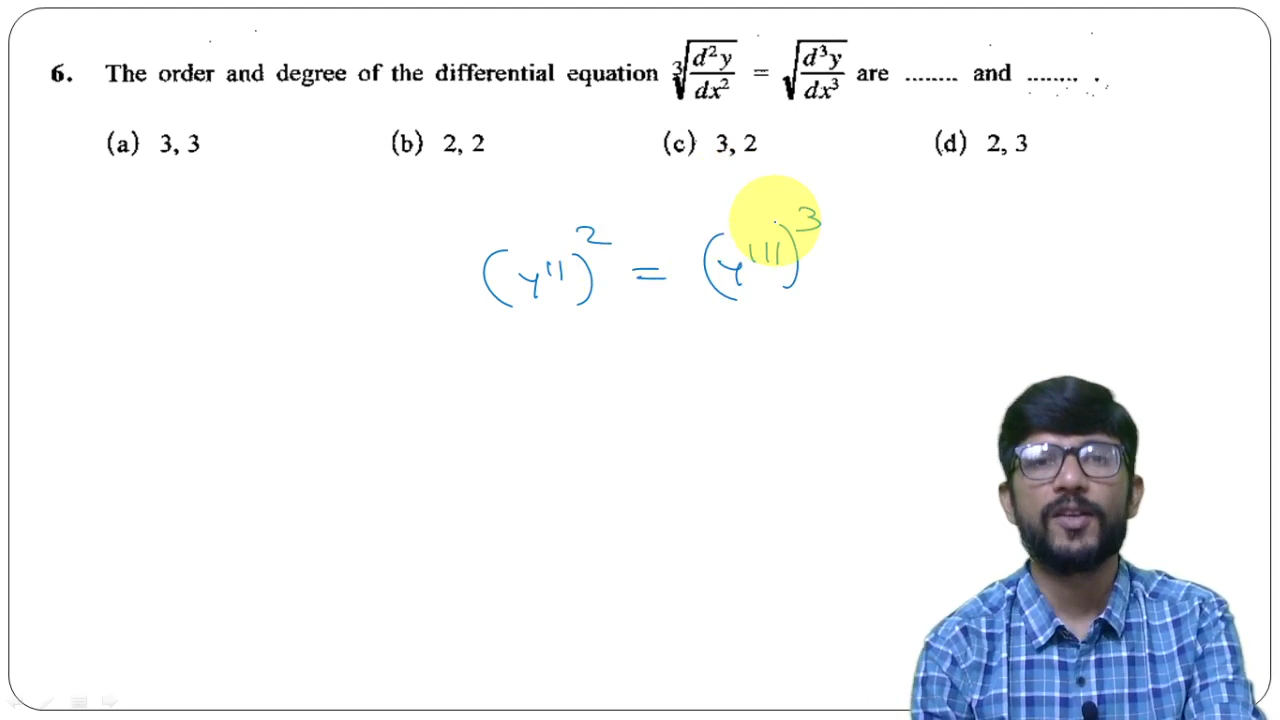 6. The order and degree of the differential equation ∛(d²y/dx²) = √(d³y/dx³) are ........ and ........ .
(a) 3, 3 (b) 2, 2 (c) 3, 2 (d) 2, 3
(y'')² = (y''')³